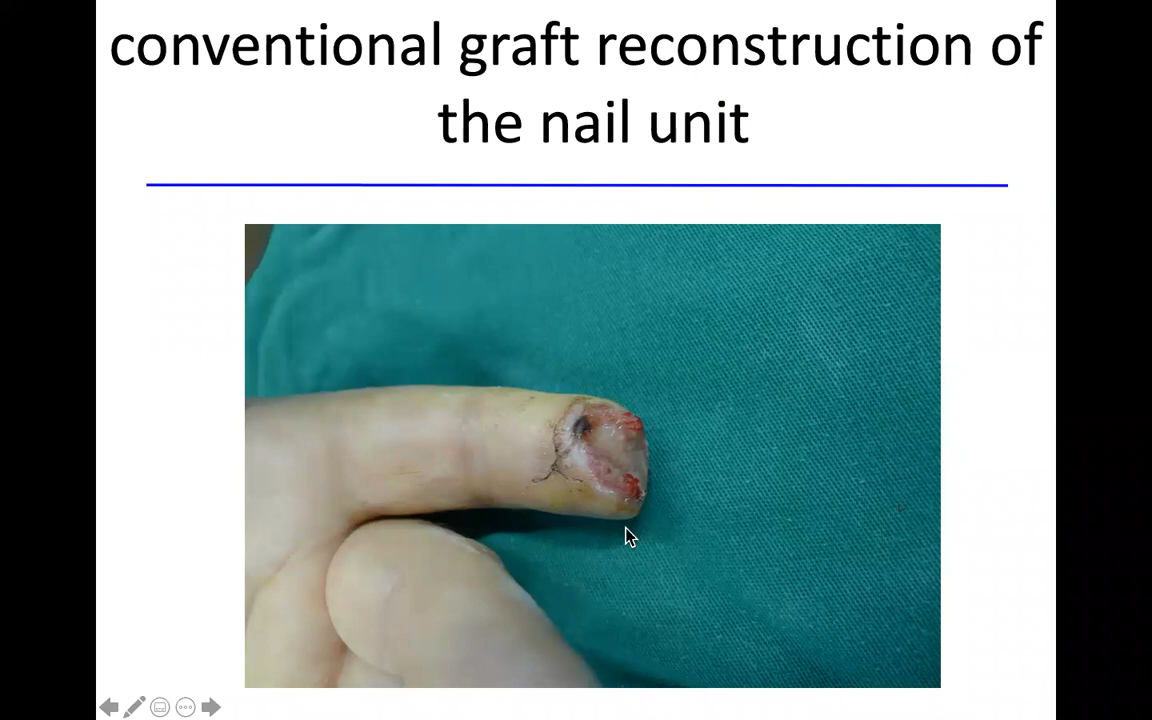 conventional graft reconstruction of
the nail unit